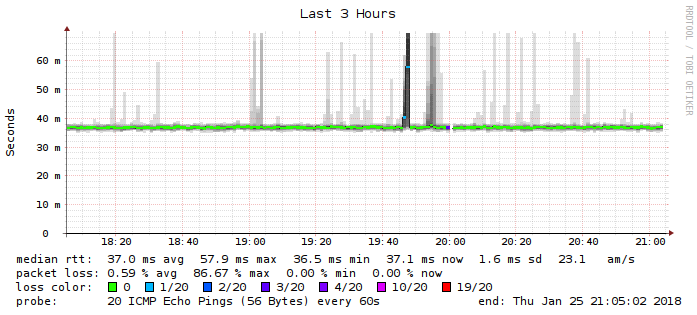 Last 3 Hours
RRDTOOL / TOBI OETIKER
Seconds
60 m
50 m
40 m
30 m
20 m
10 m
0
18:20 18:40 19:00 19:20 19:40 20:00 20:20 20:40 21:00
median rtt: 37.0 ms avg 57.9 ms max 36.5 ms min 37.1 ms now 1.6 ms sd 23.1 am/s
packet loss: 0.59 % avg 86.67 % max 0.00 % min 0.00 % now
loss color: 0 1/20 2/20 3/20 4/20 10/20 19/20
probe: 20 ICMP Echo Pings (56 Bytes) every 60s end: Thu Jan 25 21:05:02 2018